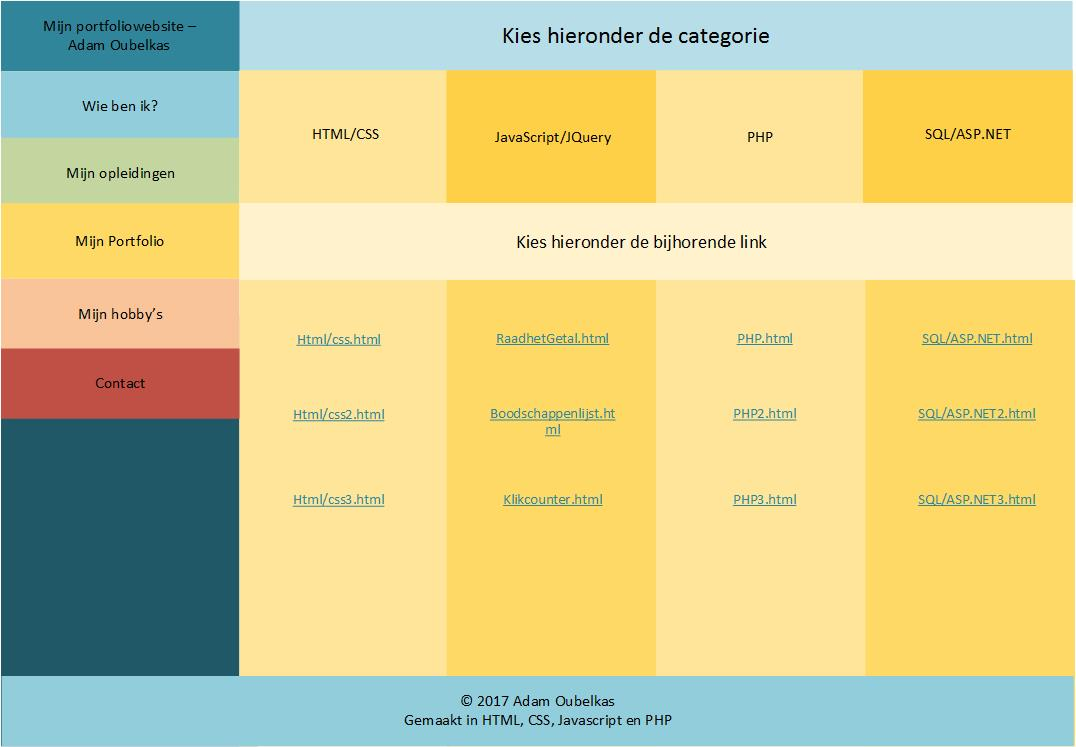 Mijn portfoliowebsite –
Adam Oubelkas
Kies hieronder de categorie
Wie ben ik?
Mijn opleidingen
Mijn Portfolio
Mijn hobby’s
Contact
HTML/CSS
JavaScript/JQuery
PHP
SQL/ASP.NET
Kies hieronder de bijhorende link
Html/css.html
RaadhetGetal.html
PHP.html
SQL/ASP.NET.html
Html/css2.html
Boodschappenlijst.ht
ml
PHP2.html
SQL/ASP.NET2.html
Html/css3.html
Klikcounter.html
PHP3.html
SQL/ASP.NET3.html
© 2017 Adam Oubelkas
Gemaakt in HTML, CSS, Javascript en PHP